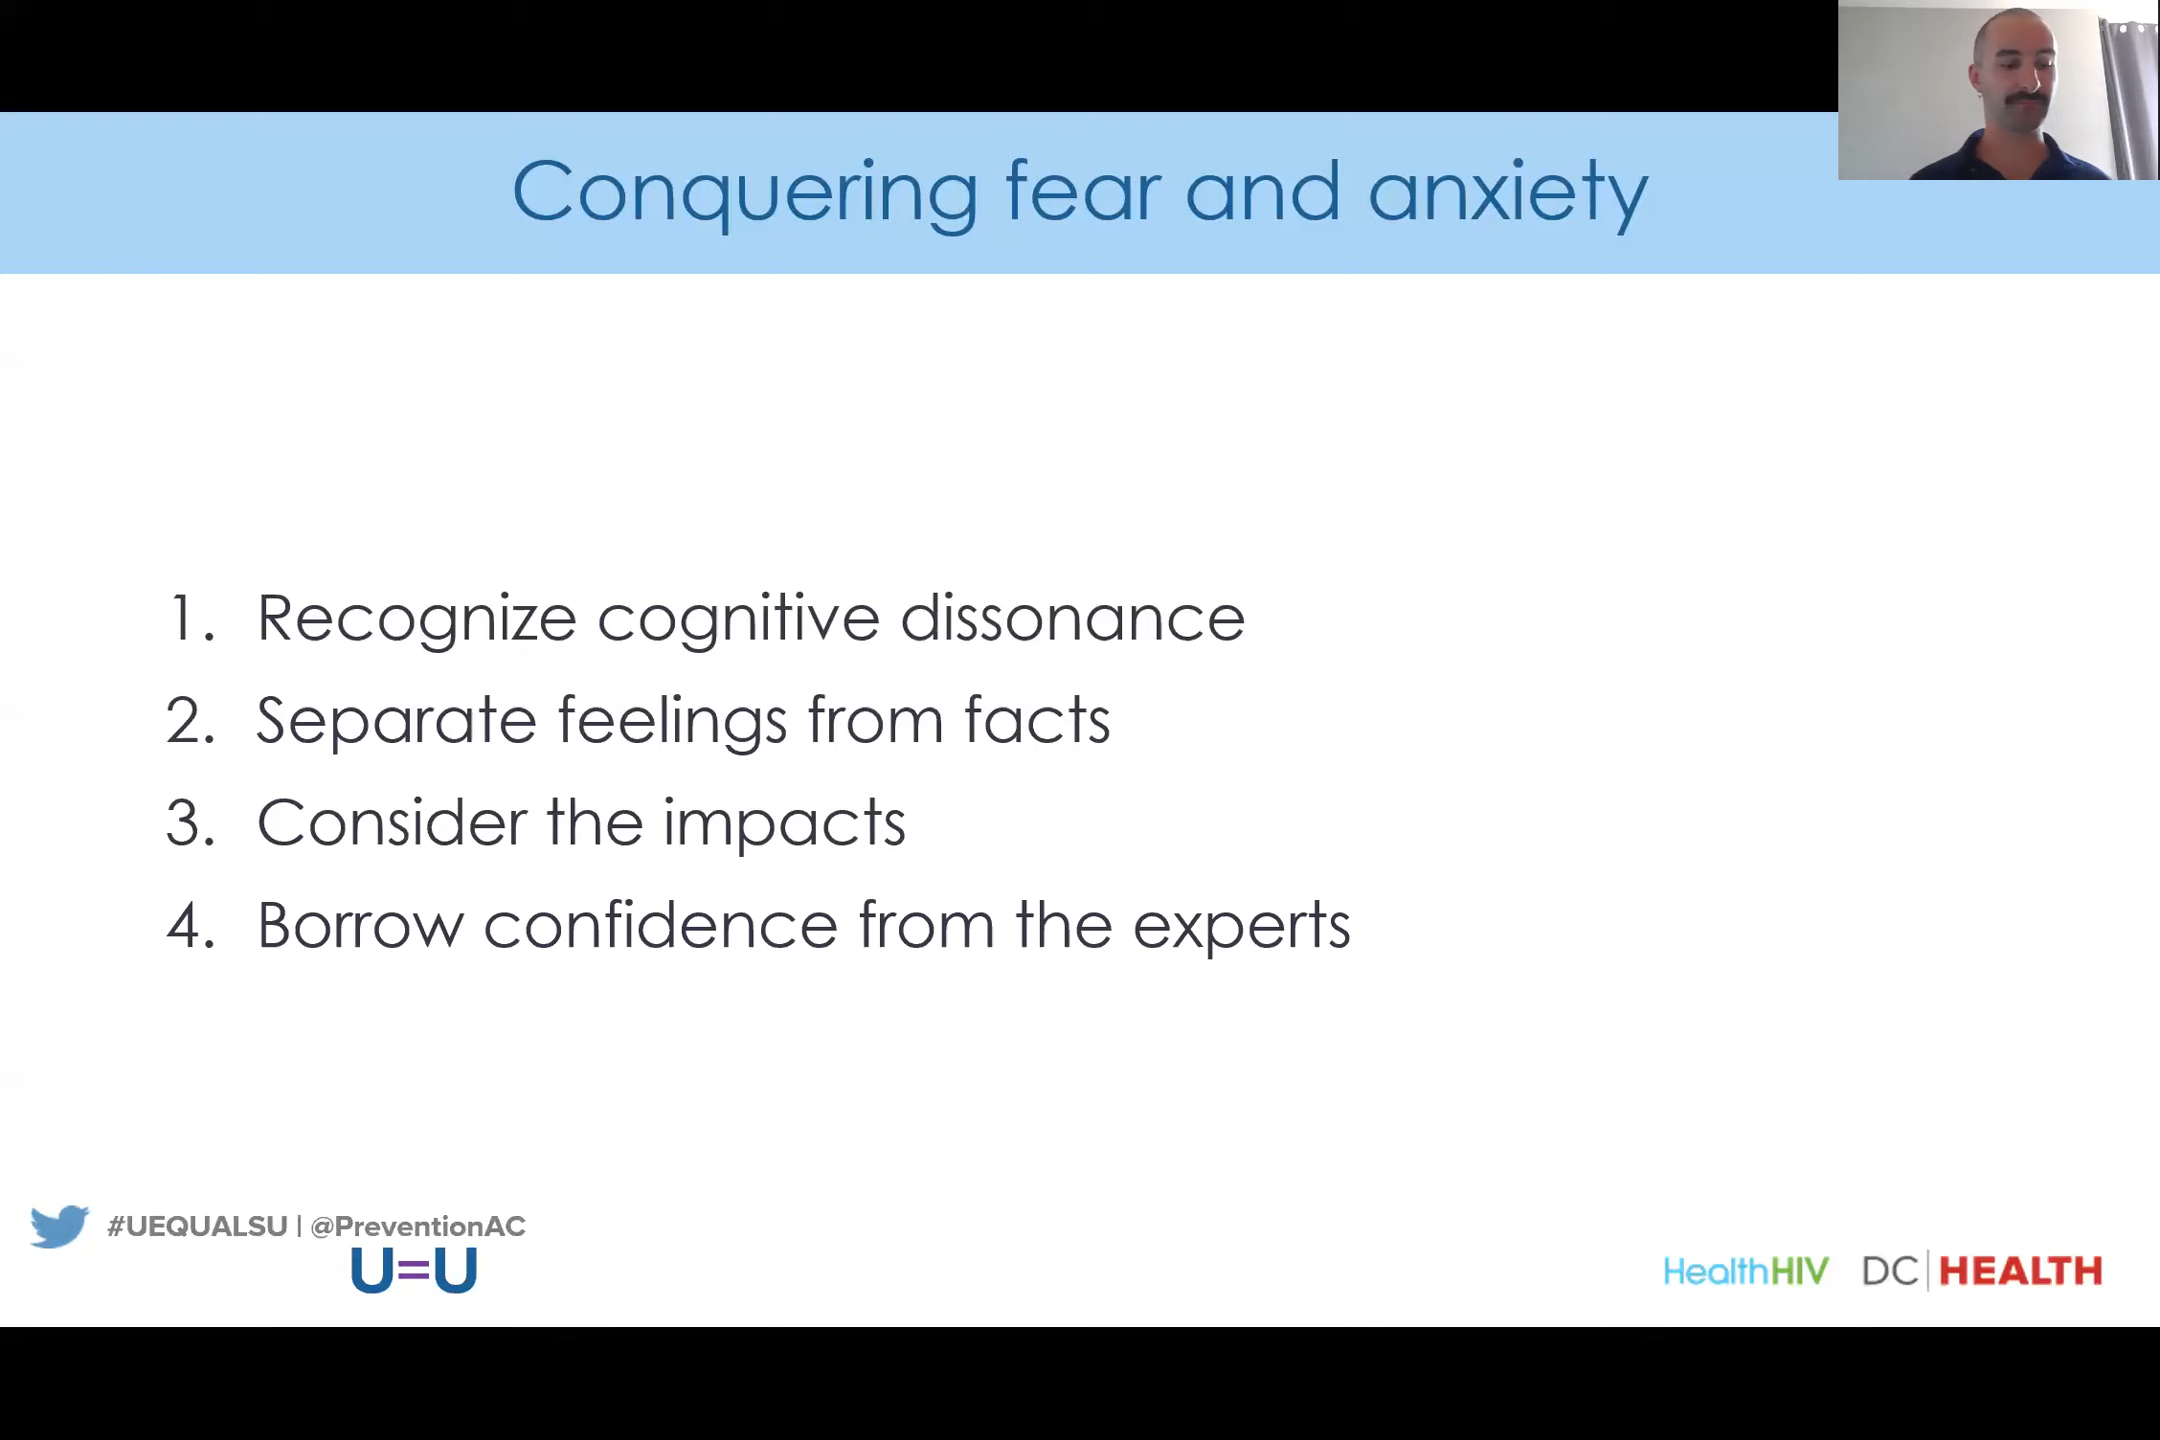 Conquering fear and anxiety
1. Recognize cognitive dissonance
2. Separate feelings from facts
3. Consider the impacts
4. Borrow confidence from the experts
#UEQUALSU | @PreventionAC
U=U
HealthHIV DC | HEALTH